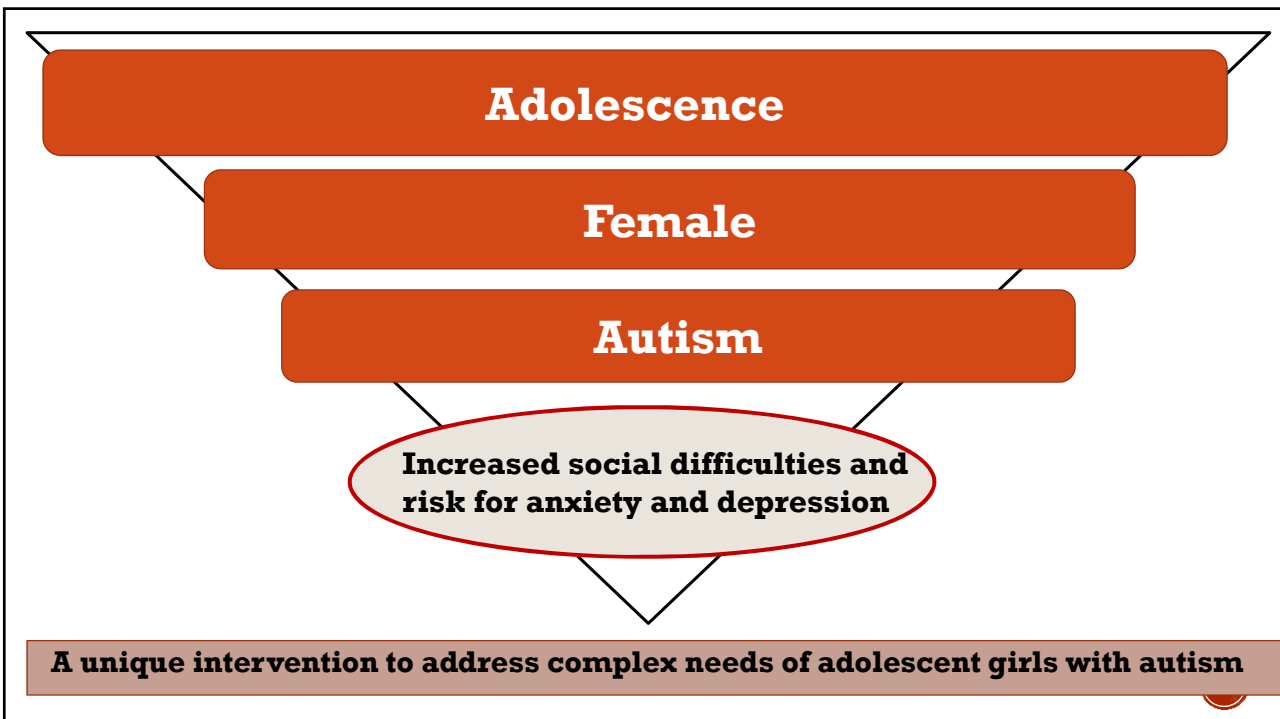 Adolescence
Female
Autism
Increased social difficulties and
risk for anxiety and depression
A unique intervention to address complex needs of adolescent girls with autism